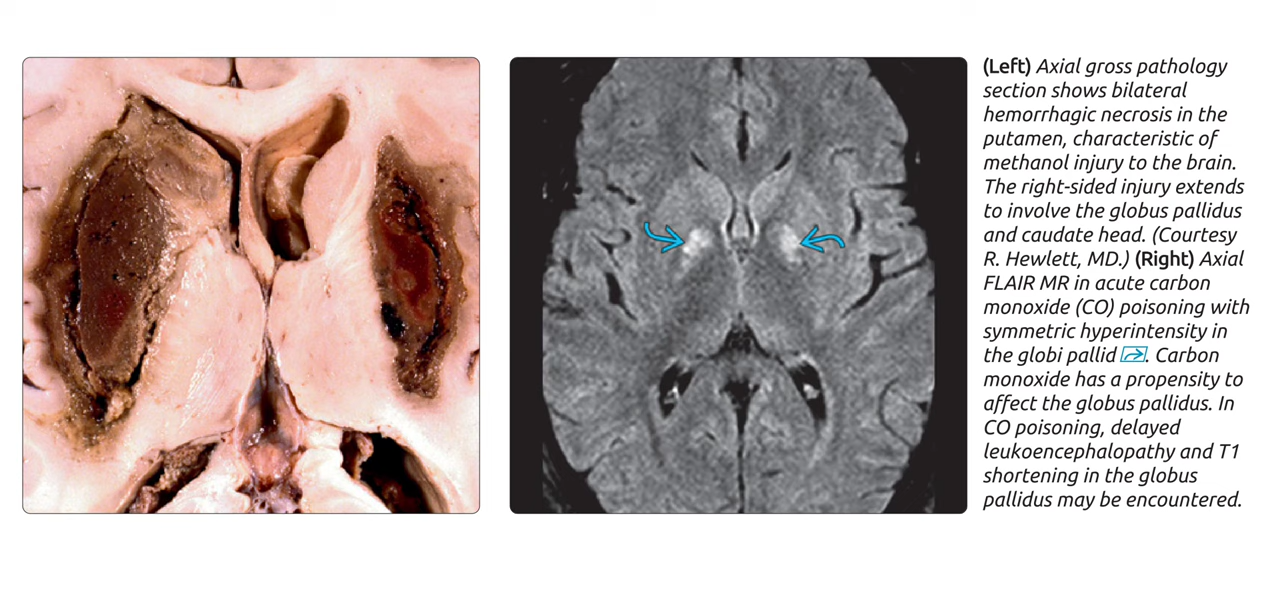 (Left) Axial gross pathology
section shows bilateral
hemorrhagic necrosis in the
putamen, characteristic of
methanol injury to the brain.
The right-sided injury extends
to involve the globus pallidus
and caudate head. (Courtesy
R. Hewlett, MD.) (Right) Axial
FLAIR MR in acute carbon
monoxide (CO) poisoning with
symmetric hyperintensity in
the globi pallid . Carbon
monoxide has a propensity to
affect the globus pallidus. In
CO poisoning, delayed
leukoencephalopathy and T1
shortening in the globus
pallidus may be encountered.